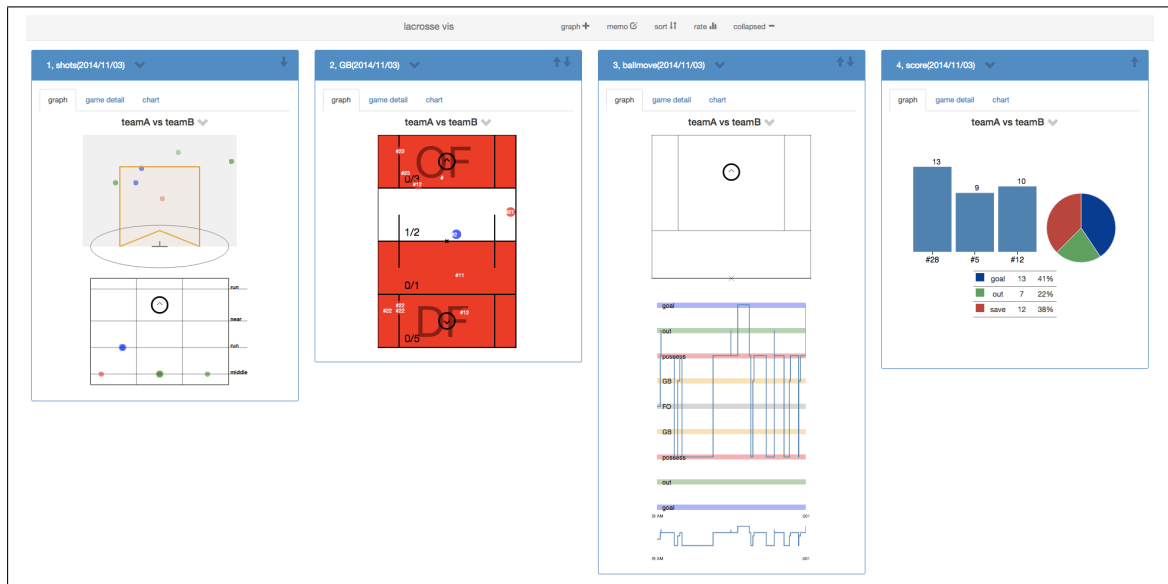 lacrosse vis graph memo sort rate collapsed
1, shots(2014/11/03)
graph game detail chart
teamA vs teamB
run
near
run
middle
2, GB(2014/11/03)
graph game detail chart
teamA vs teamB
OF
#22
#23
#12
0/3
1/2
#11
0/1
#22
#22 #22
#12
DF
0/5
3, ballmove(2014/11/03)
graph game detail chart
teamA vs teamB
goal
out
possess
GB
FO
GB
possess
out
goal
4, score(2014/11/03)
graph game detail chart
teamA vs teamB
13
9
10
#28 #5 #12
goal 13 41%
out 7 22%
save 12 38%